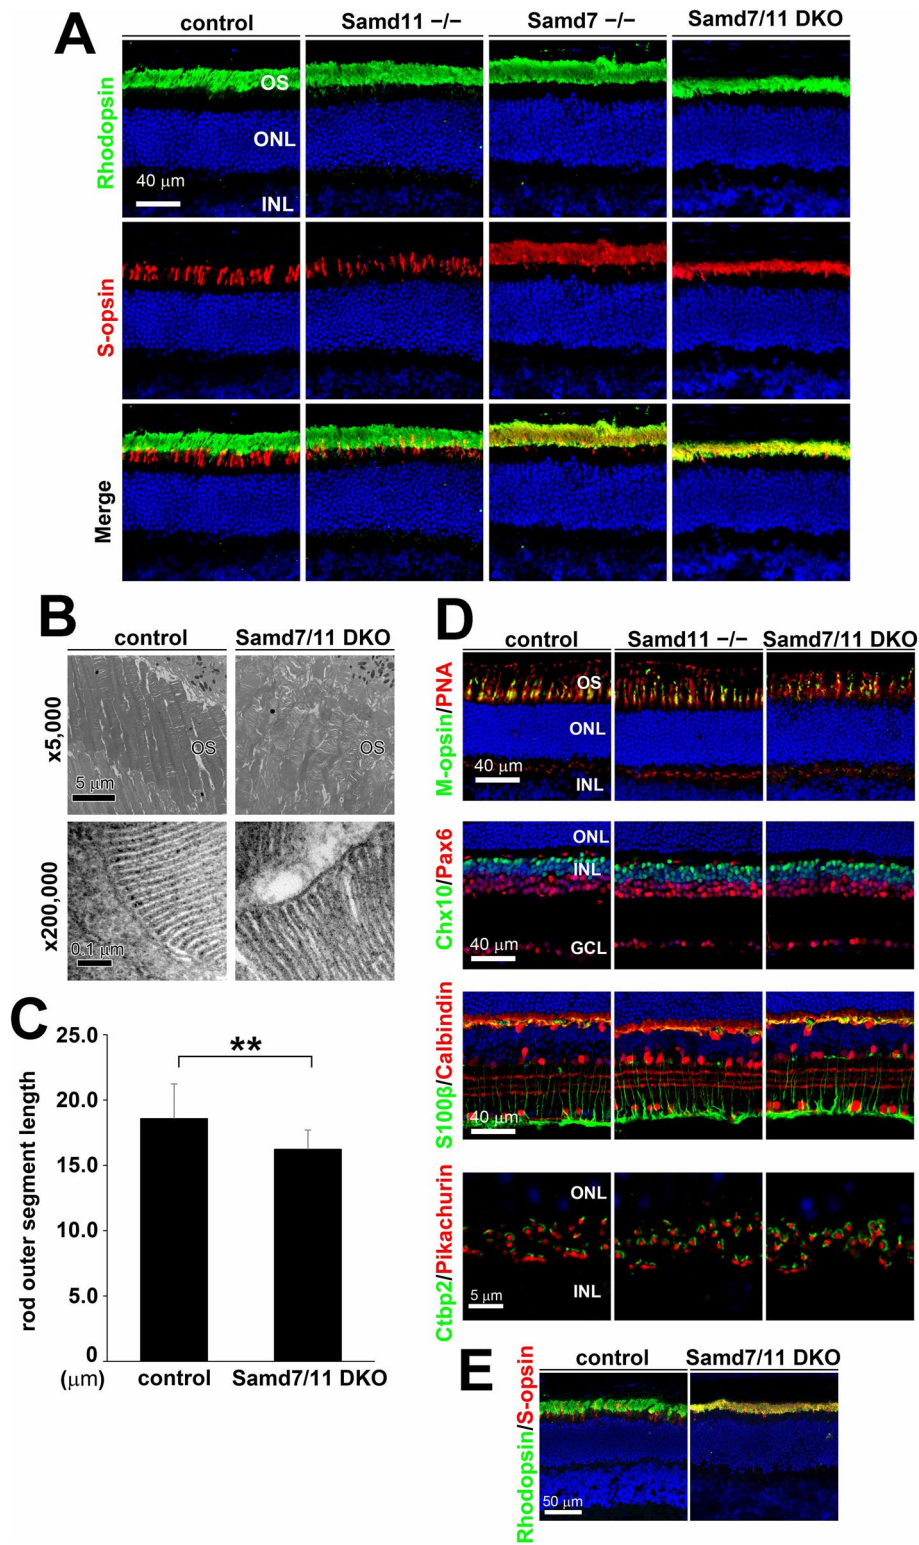 A
control Samd11 −/− Samd7 −/− Samd7/11 DKO
Rhodopsin
OS
ONL
40 μm
INL
S-opsin
Merge
B
control Samd7/11 DKO
x5,000
OS OS
5 μm
x200,000
0.1 μm
C
rod outer segment length
25.0
20.0
15.0
10.0
5.0
0
(μm)
**
control Samd7/11 DKO
D
control Samd11 −/− Samd7/11 DKO
M-opsin/PNA
OS
ONL
40 μm
INL
Chx10/Pax6
ONL
INL
40 μm
GCL
S100β/Calbindin
40 μm
Ctbp2/Pikachurin
ONL
5 μm
INL
E
control Samd7/11 DKO
Rhodopsin/S-opsin
50 μm